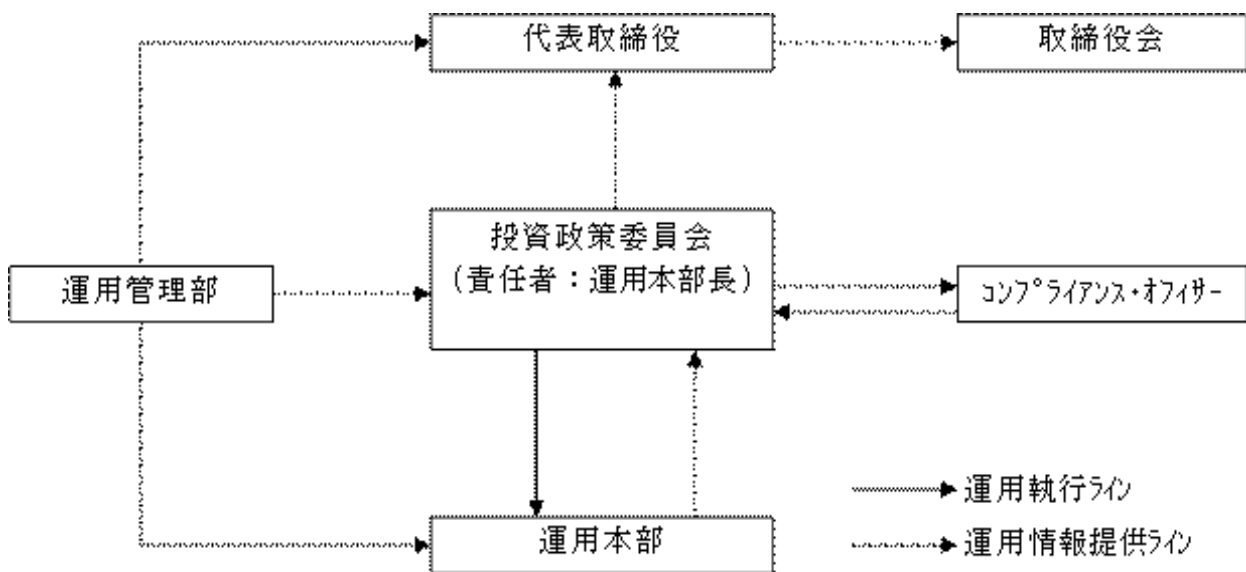 代表取締役
取締役会
投資政策委員会
(責任者：運用本部長)
運用管理部
ｺﾝﾌﾟﾗｲｱﾝｽ･ｵﾌｨｻｰ
運用本部
運用執行ﾗｲﾝ
運用情報提供ﾗｲﾝ